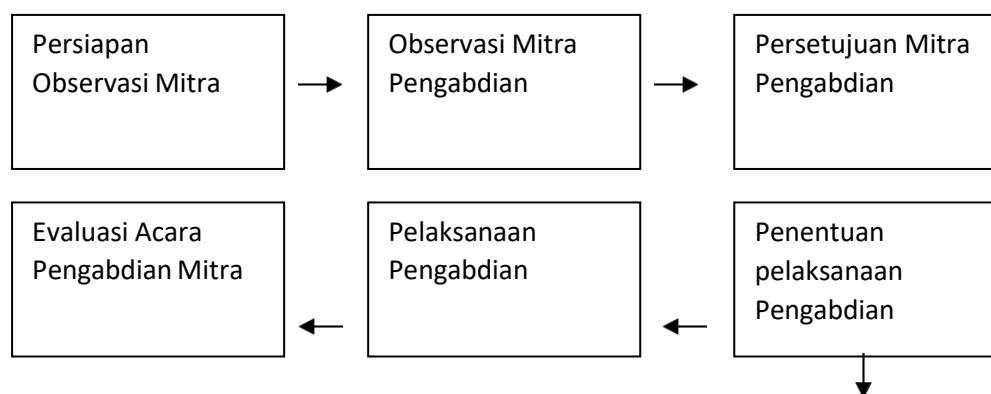 Persiapan
Observasi Mitra
Observasi Mitra
Pengabdian
Persetujuan Mitra
Pengabdian
Evaluasi Acara
Pengabdian Mitra
Pelaksanaan
Pengabdian
Penentuan
pelaksanaan
Pengabdian